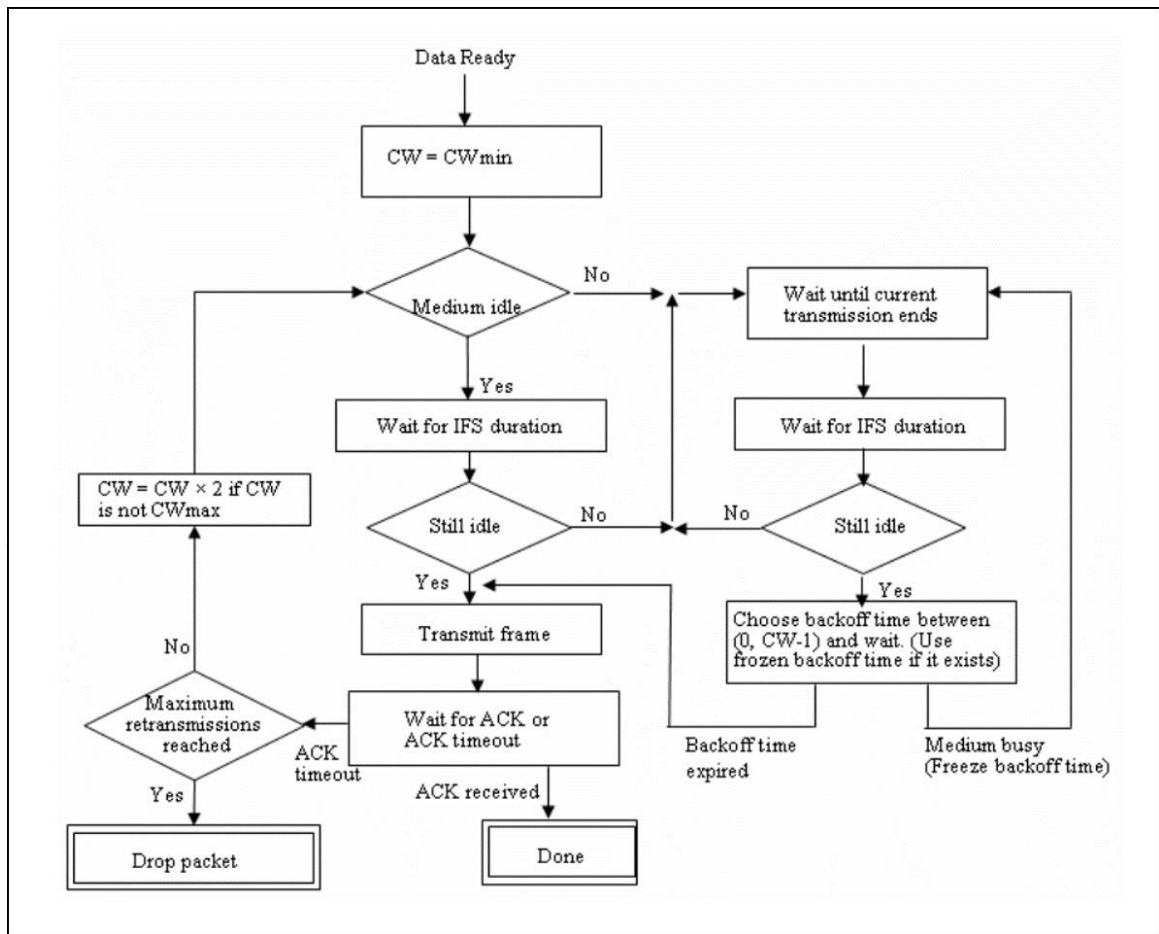 Data Ready
CW = CWmin
Medium idle
No
Wait until current
transmission ends
Yes
Wait for IFS duration
Wait for IFS duration
CW = CW × 2 if CW
is not CWmax
Still idle
No
No
Still idle
Yes
Yes
Choose backoff time between
(0, CW-1) and wait. (Use
frozen backoff time if it exists)
Transmit frame
No
Maximum
retransmissions
reached
Wait for ACK or
ACK timeout
ACK
timeout
Backoff time
expired
Medium busy
(Freeze backoff time)
Yes
ACK received
Drop packet
Done